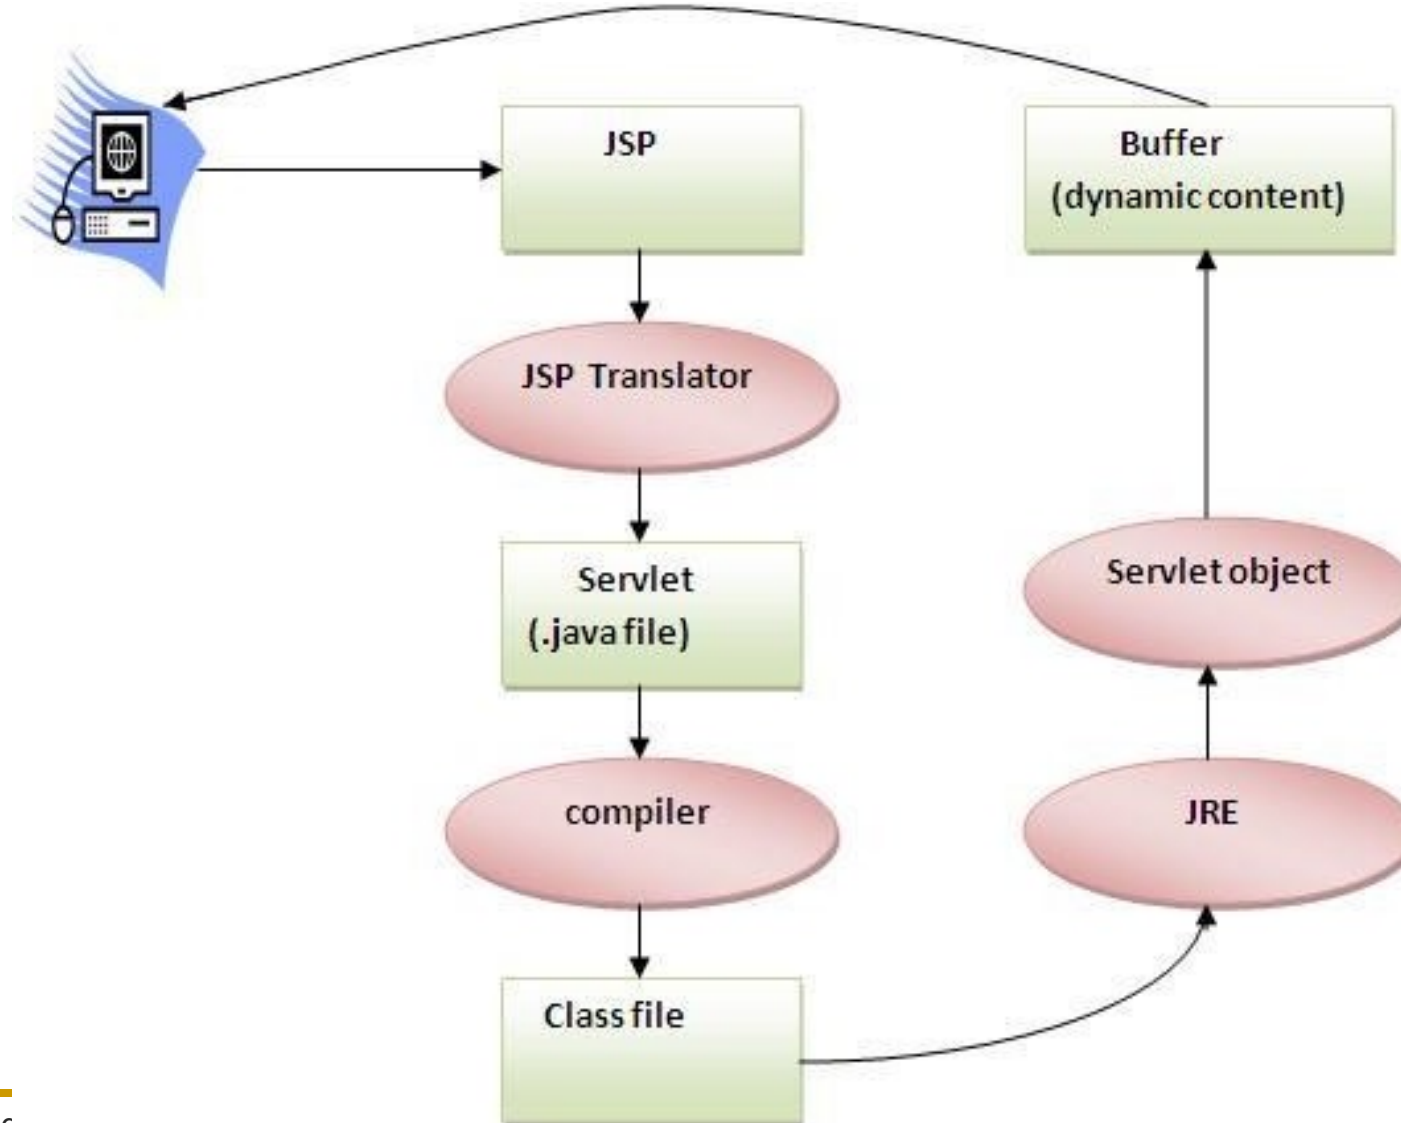 JSP
Buffer
(dynamic content)
JSP Translator
Servlet
(.java file)
Servlet object
compiler
JRE
Class file